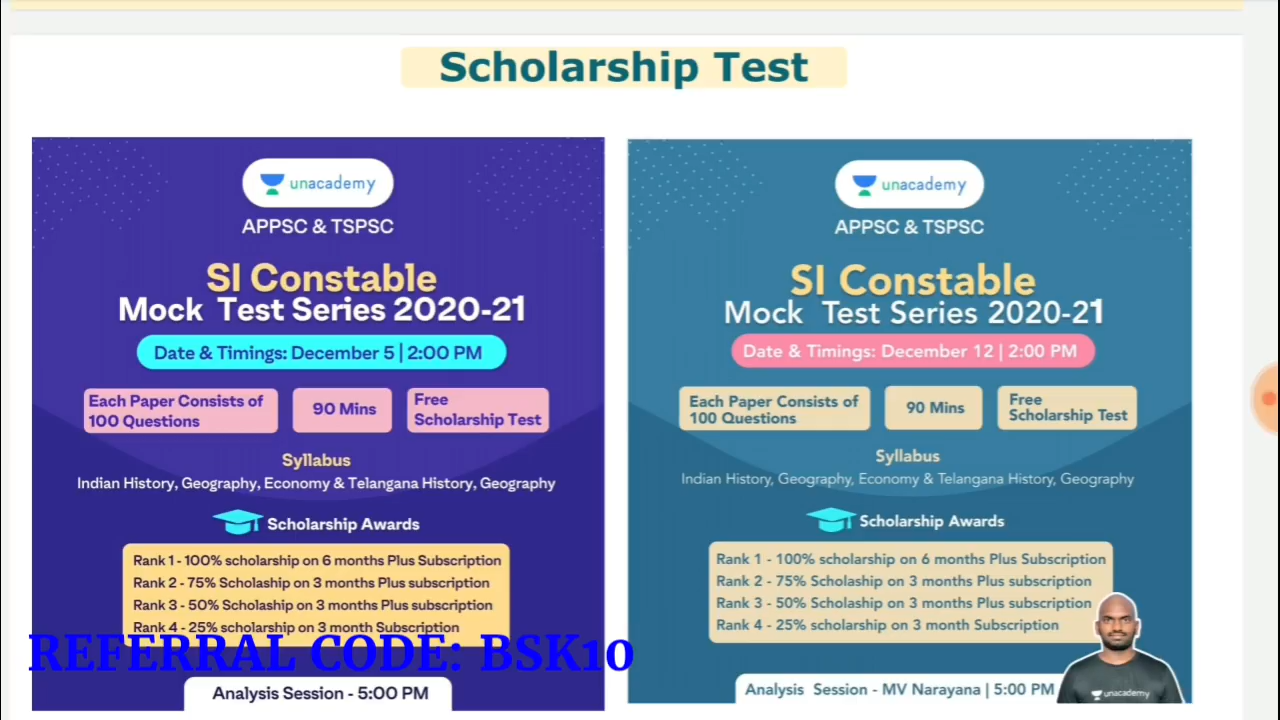 Scholarship Test
unacademy
APPSC & TSPSC
SI Constable
Mock Test Series 2020-21
Date & Timings: December 5 | 2:00 PM
Each Paper Consists of
100 Questions
90 Mins
Free
Scholarship Test
Syllabus
Indian History, Geography, Economy & Telangana History, Geography
Scholarship Awards
Rank 1 - 100% scholarship on 6 months Plus Subscription
Rank 2 - 75% Scholaship on 3 months Plus subscription
Rank 3 - 50% Scholaship on 3 months Plus subscription
Rank 4 - 25% scholarship on 3 month Subscription
REFERRAL CODE: BSK10
Analysis Session - 5:00 PM
unacademy
APPSC & TSPSC
SI Constable
Mock Test Series 2020-21
Date & Timings: December 12 | 2:00 PM
Each Paper Consists of
100 Questions
90 Mins
Free
Scholarship Test
Syllabus
Indian History, Geography, Economy & Telangana History, Geography
Scholarship Awards
Rank 1 - 100% scholarship on 6 months Plus Subscription
Rank 2 - 75% Scholaship on 3 months Plus subscription
Rank 3 - 50% Scholaship on 3 months Plus subscription
Rank 4 - 25% scholarship on 3 month Subscription
Analysis Session - MV Narayana | 5:00 PM
unacademy